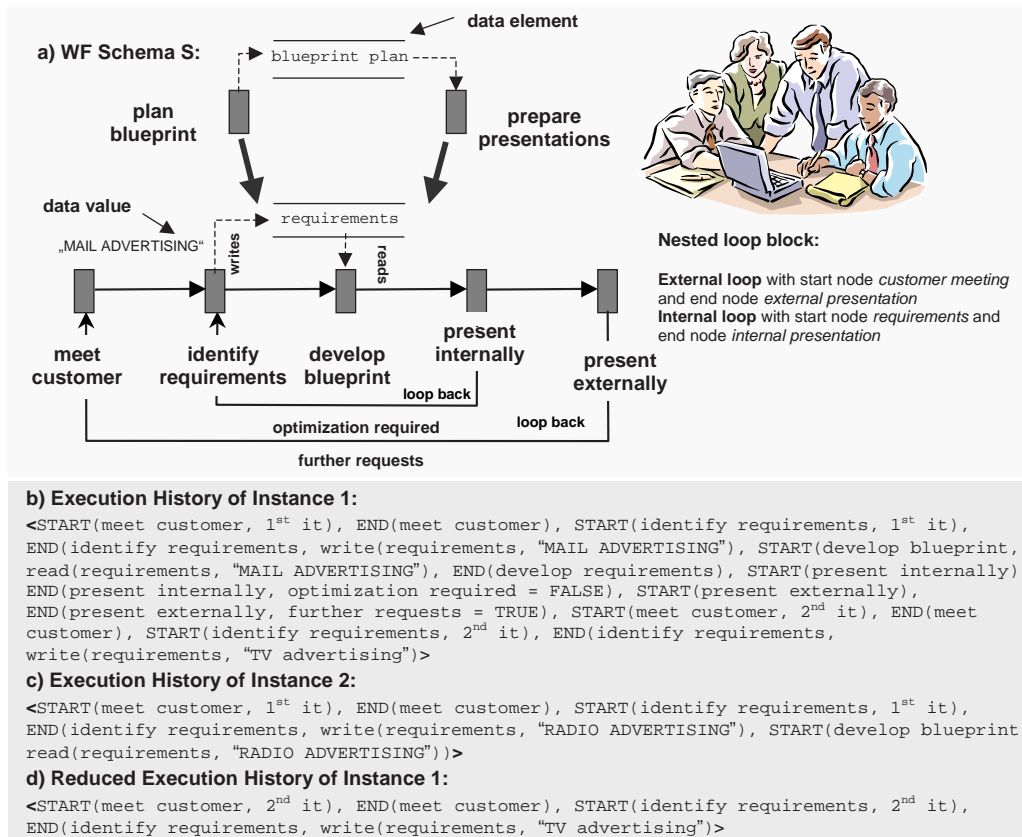 data element
a) WF Schema S:
blueprint plan
plan
blueprint
prepare
presentations
data value
requirements
„MAIL ADVERTISING“
writes
reads
Nested loop block:
External loop with start node customer meeting
and end node external presentation
Internal loop with start node requirements and
end node internal presentation
meet
customer
identify
requirements
develop
blueprint
present
internally
present
externally
loop back
optimization required
loop back
further requests
b) Execution History of Instance 1:
<START(meet customer, 1st it), END(meet customer), START(identify requirements, 1st it),
END(identify requirements, write(requirements, “MAIL ADVERTISING”), START(develop blueprint,
read(requirements, “MAIL ADVERTISING”), END(develop requirements), START(present internally)
END(present internally, optimization required = FALSE), START(present externally),
END(present externally, further requests = TRUE), START(meet customer, 2nd it), END(meet
customer), START(identify requirements, 2nd it), END(identify requirements,
write(requirements, “TV advertising”)>
c) Execution History of Instance 2:
<START(meet customer, 1st it), END(meet customer), START(identify requirements, 1st it),
END(identify requirements, write(requirements, “RADIO ADVERTISING”), START(develop blueprint
read(requirements, “RADIO ADVERTISING”))>
d) Reduced Execution History of Instance 1:
<START(meet customer, 2nd it), END(meet customer), START(identify requirements, 2nd it),
END(identify requirements, write(requirements, “TV advertising”)>